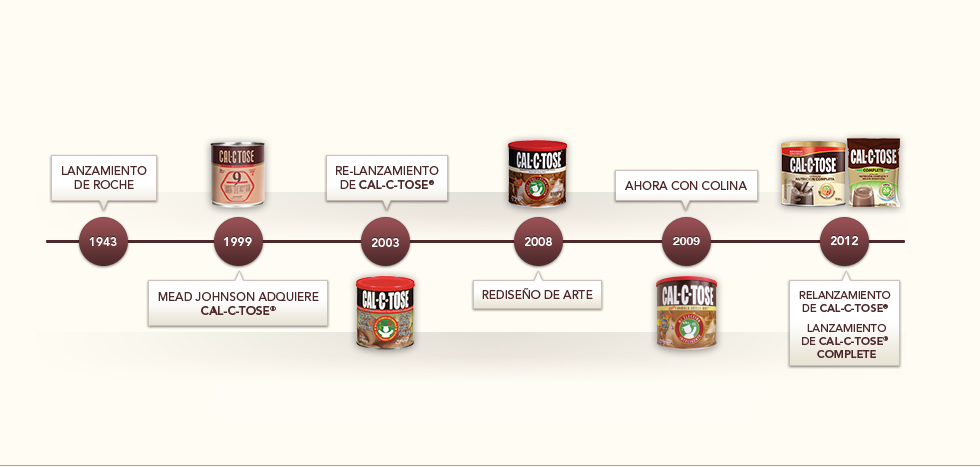 LANZAMIENTO
DE ROCHE
CAL-C-TOSE
9
RE-LANZAMIENTO
DE CAL-C-TOSE®
CAL-C-TOSE
AHORA CON COLINA
CAL-C-TOSE
CAL-C-TOSE
COMPLETE
1943
1999
2003
2008
2009
2012
MEAD JOHNSON ADQUIERE
CAL-C-TOSE®
CAL-C-TOSE
REDISEÑO DE ARTE
CAL-C-TOSE
RELANZAMIENTO
DE CAL-C-TOSE®
LANZAMIENTO
DE CAL-C-TOSE®
COMPLETE